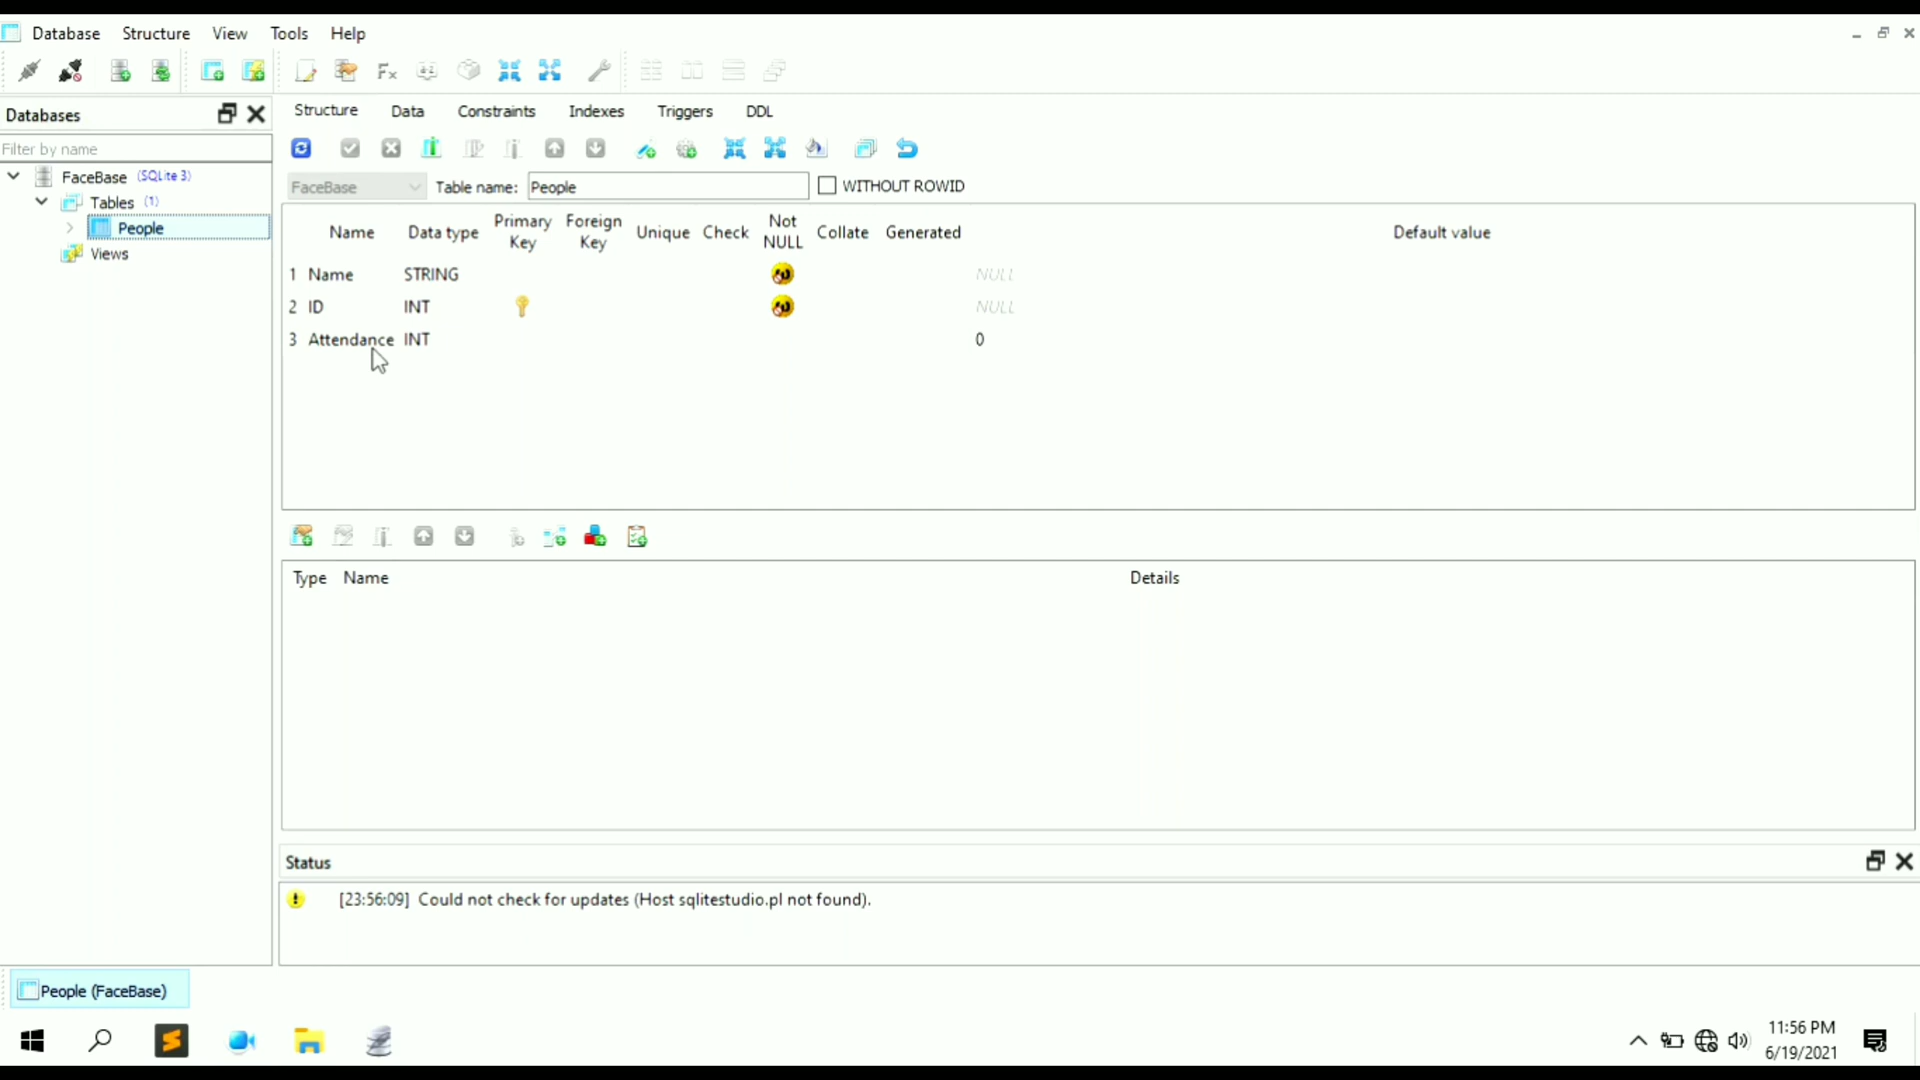 Database Structure View Tools Help
Databases
Structure Data Constraints Indexes Triggers DDL
Filter by name
FaceBase (SQLite 3)
Tables (1)
People
Views
FaceBase Table name: People WITHOUT ROWID
Name Data type Primary Key Foreign Key Unique Check Not NULL Collate Generated Default value
1 Name STRING NULL
2 ID INT NULL
3 Attendance INT 0
Type Name Details
Status
[23:56:09] Could not check for updates (Host sqlitestudio.pl not found).
People (FaceBase)
11:56 PM
6/19/2021